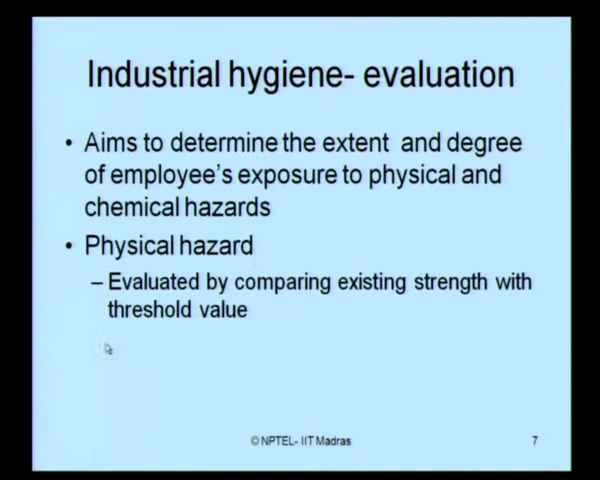 Industrial hygiene- evaluation
• Aims to determine the extent and degree
of employee's exposure to physical and
chemical hazards
• Physical hazard
– Evaluated by comparing existing strength with
threshold value
© NPTEL- IIT Madras
7